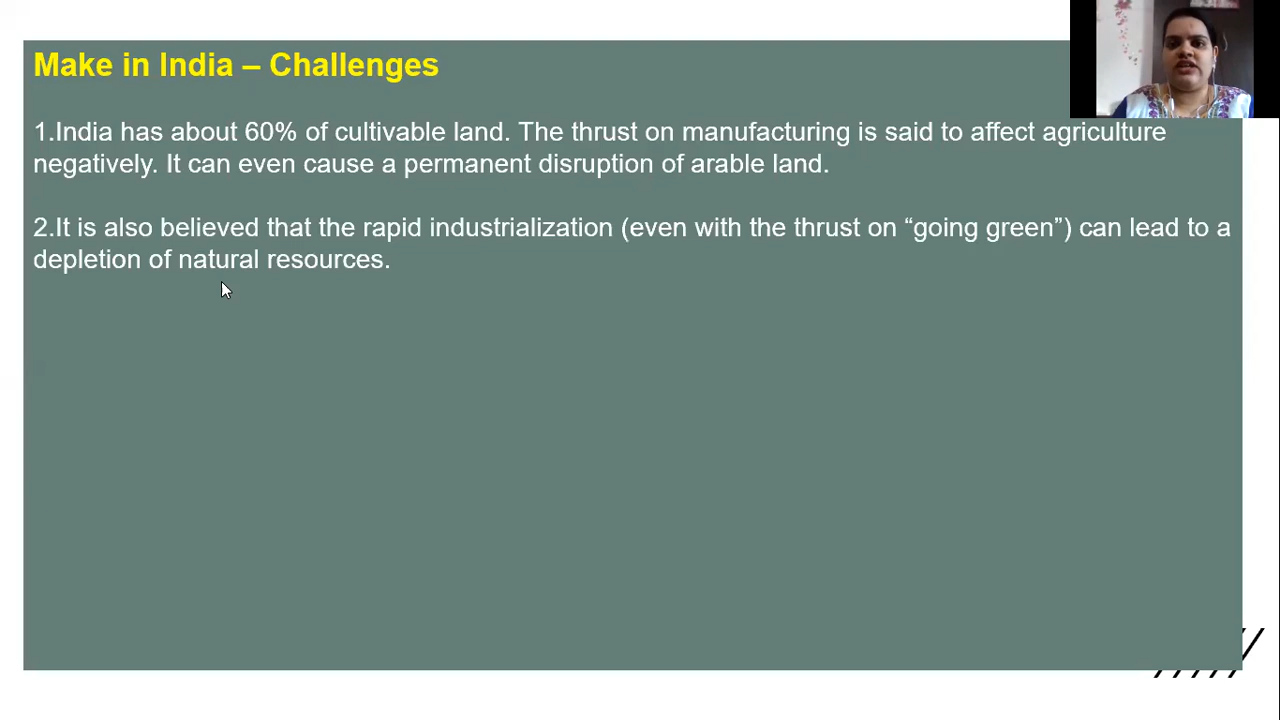 Make in India – Challenges
1.India has about 60% of cultivable land. The thrust on manufacturing is said to affect agriculture
negatively. It can even cause a permanent disruption of arable land.
2.It is also believed that the rapid industrialization (even with the thrust on “going green”) can lead to a
depletion of natural resources.